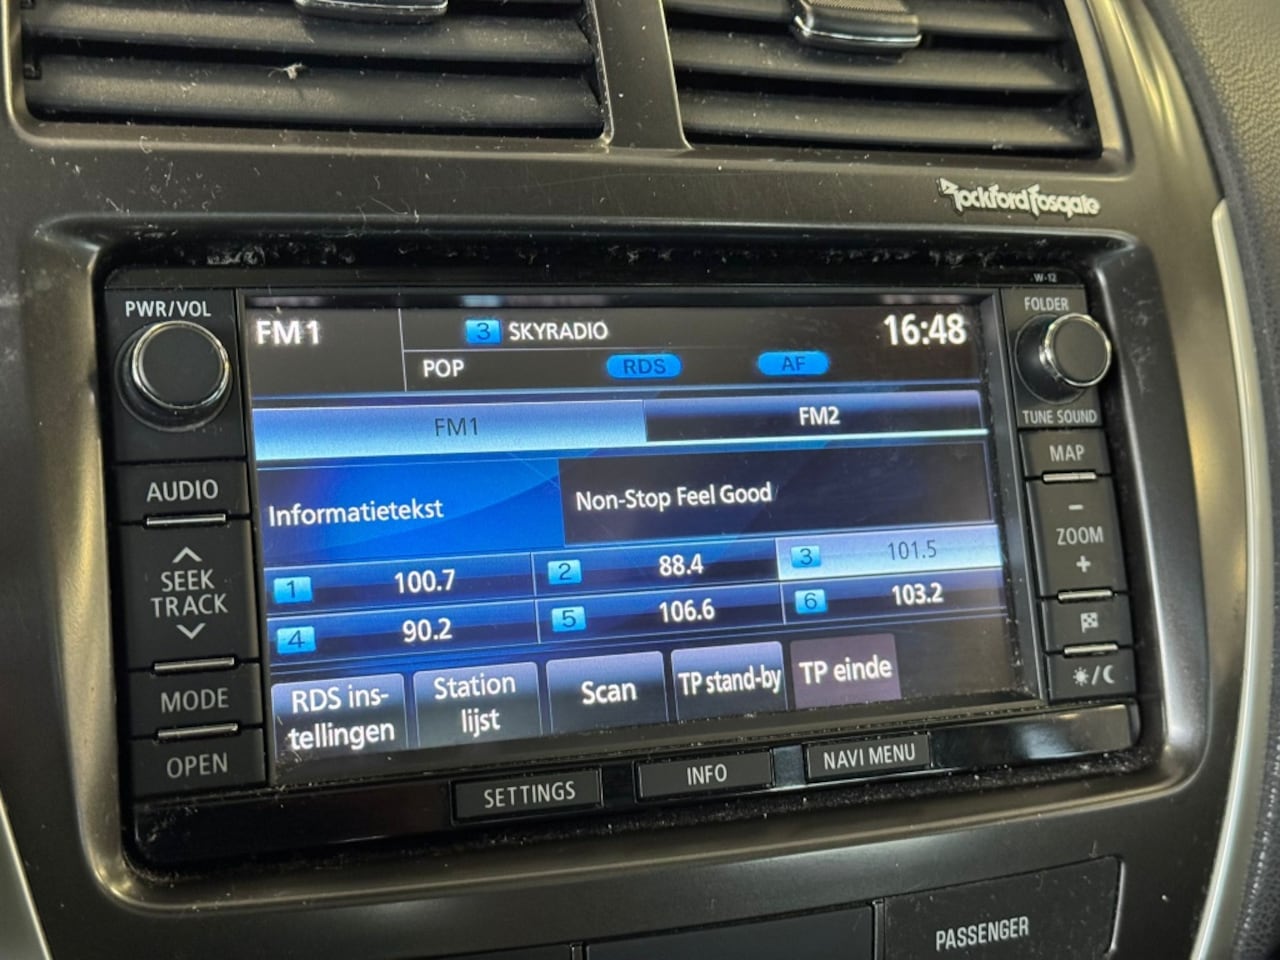 Rockford Fosgate
W-12
PWR/VOL
FOLDER
FM1
3 SKYRADIO
16:48
POP
RDS
AF
TUNE SOUND
FM1
FM2
MAP
AUDIO
Informatietekst
Non-Stop Feel Good
-
ZOOM
+
SEEK
TRACK
1 100.7
2 88.4
3 101.5
4 90.2
5 106.6
6 103.2
MODE
RDS ins-
tellingen
Station
lijst
Scan
TP stand-by
TP einde
OPEN
SETTINGS
INFO
NAVI MENU
PASSENGER